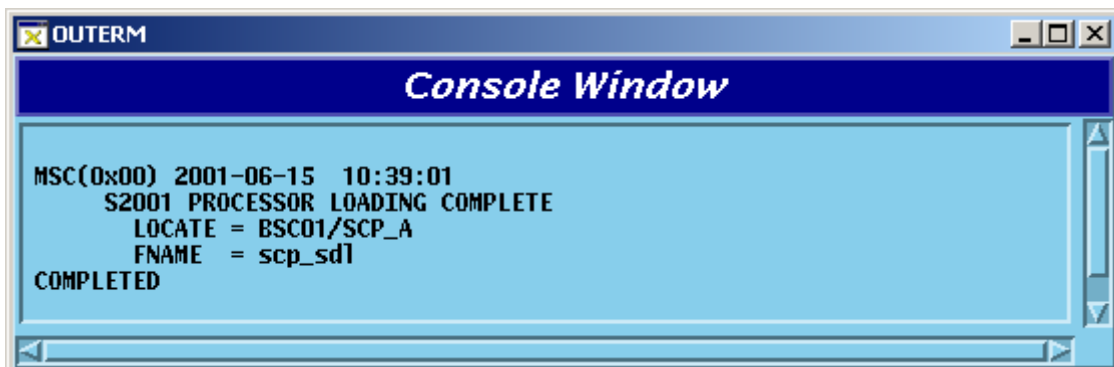 OUTERM
Console Window
MSC(0x00) 2001-06-15 10:39:01
S2001 PROCESSOR LOADING COMPLETE
LOCATE = BSC01/SCP_A
FNAME = scp_sdl
COMPLETED